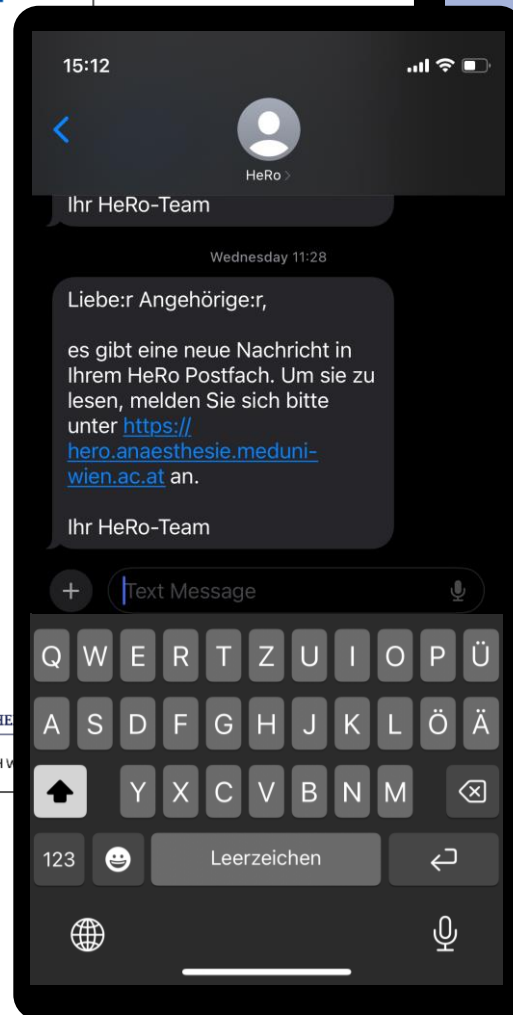 15:12
HeRo >
Ihr HeRo-Team
Wednesday 11:28
Liebe:r Angehörige:r,
es gibt eine neue Nachricht in
Ihrem HeRo Postfach. Um sie zu
lesen, melden Sie sich bitte
unter https://
hero.anaesthesie.meduni-
wien.ac.at an.
Ihr HeRo-Team
+ Text Message
Q W E R T Z U I O P Ü
A S D F G H J K L Ö Ä
HE
Y X C V B N M
123 Leerzeichen